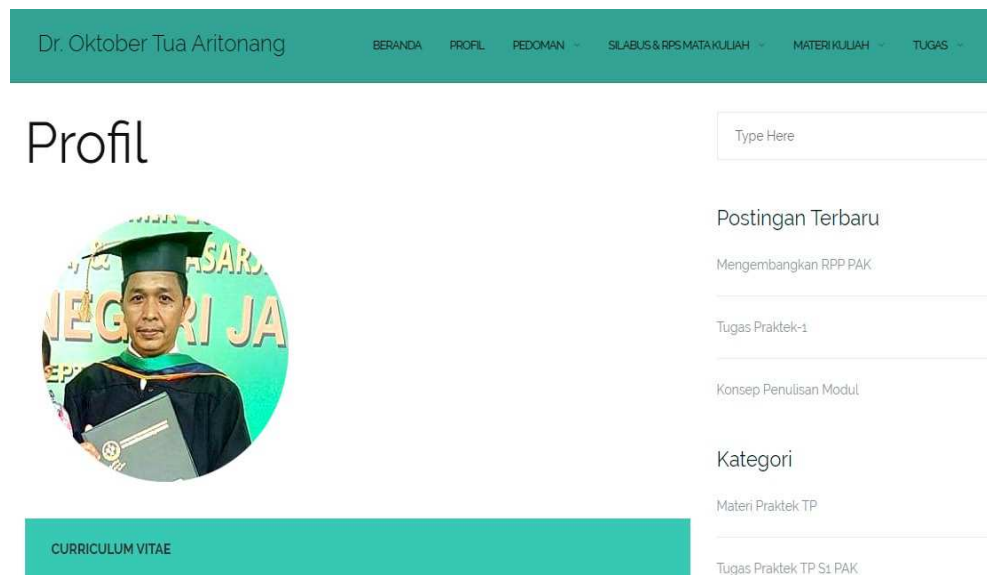 Dr. Oktober Tua Aritonang
BERANDA PROFIL PEDOMAN SILABUS & RPS MATA KULIAH MATERI KULIAH TUGAS
Profil
Type Here
NEGERI JA
Postingan Terbaru
Mengembangkan RPP PAK
Tugas Praktek-1
Konsep Penulisan Modul
Kategori
Materi Praktek TP
Tugas Praktek TP S1 PAK
CURRICULUM VITAE